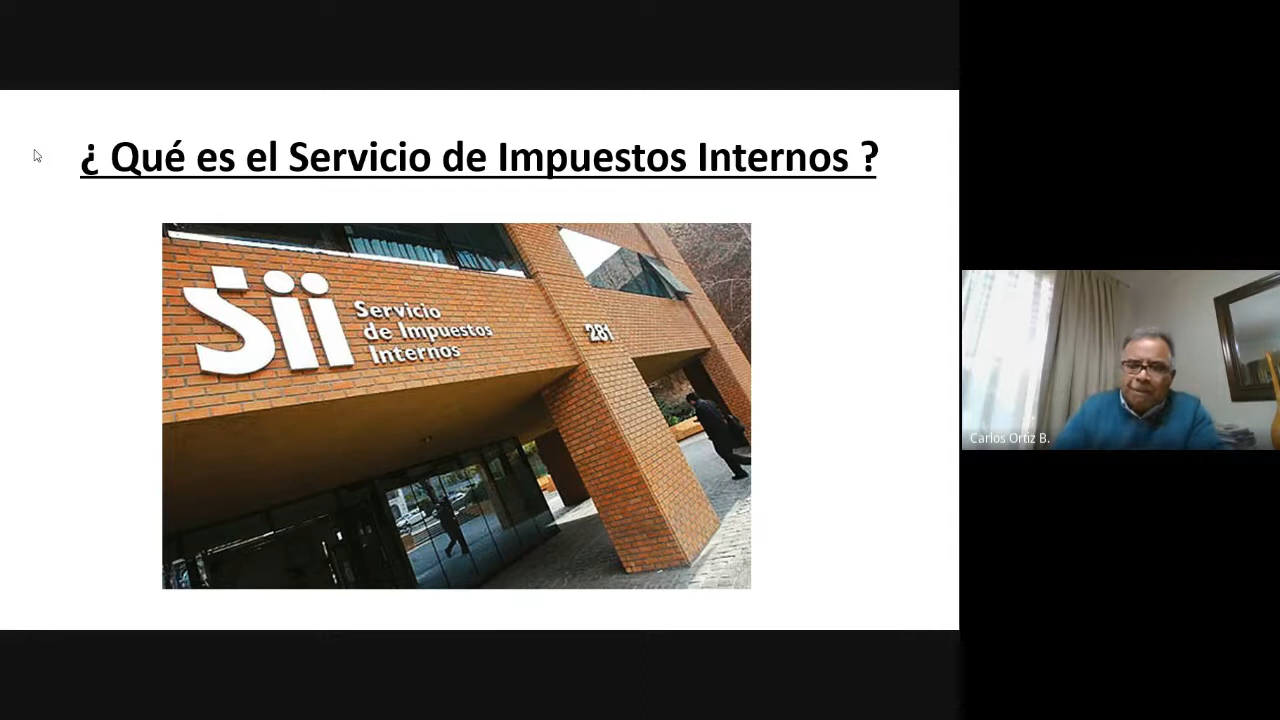 ¿ Qué es el Servicio de Impuestos Internos ?
Sii
Servicio
de Impuestos
Internos
281
Carlos Ortiz B.